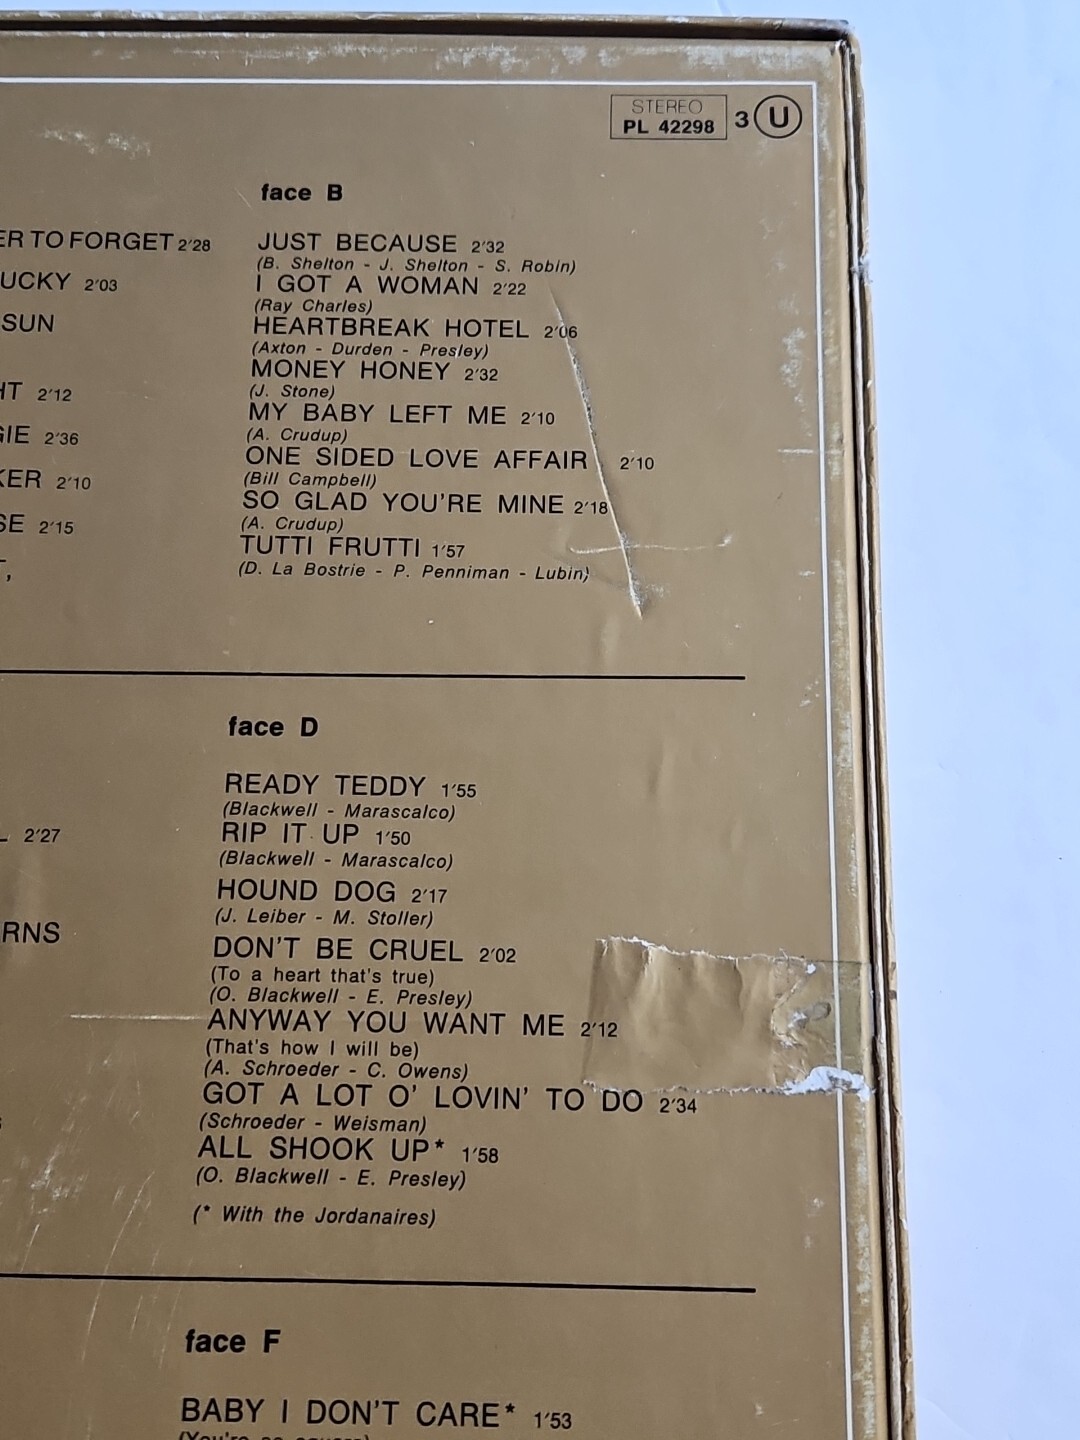 STEREO
PL 42298 3 U
face B
TO FORGET 2'28
2'03
SUN
2'12
2'36
2'10
2'15
JUST BECAUSE 2'32
(B. Shelton - J. Shelton - S. Robin)
I GOT A WOMAN 2'22
(Ray Charles)
HEARTBREAK HOTEL 2'06
(Axton - Durden - Presley)
MONEY HONEY 2'32
(J. Stone)
MY BABY LEFT ME 2'10
(A. Crudup)
ONE SIDED LOVE AFFAIR 2'10
(Bill Campbell)
SO GLAD YOU'RE MINE 2'18
(A. Crudup)
TUTTI FRUTTI 1'57
(D. La Bostrie - P. Penniman - Lubin)
face D
2'27
READY TEDDY 1'55
(Blackwell - Marascalco)
RIP IT UP 1'50
(Blackwell - Marascalco)
HOUND DOG 2'17
(J. Leiber - M. Stoller)
DON'T BE CRUEL 2'02
(To a heart that's true)
(O. Blackwell - E. Presley)
ANYWAY YOU WANT ME 2'12
(That's how I will be)
(A. Schroeder - C. Owens)
GOT A LOT O' LOVIN' TO DO 2'34
(Schroeder - Weisman)
ALL SHOOK UP* 1'58
(O. Blackwell - E. Presley)
(* With the Jordanaires)
face F
BABY I DON'T CARE* 1'53